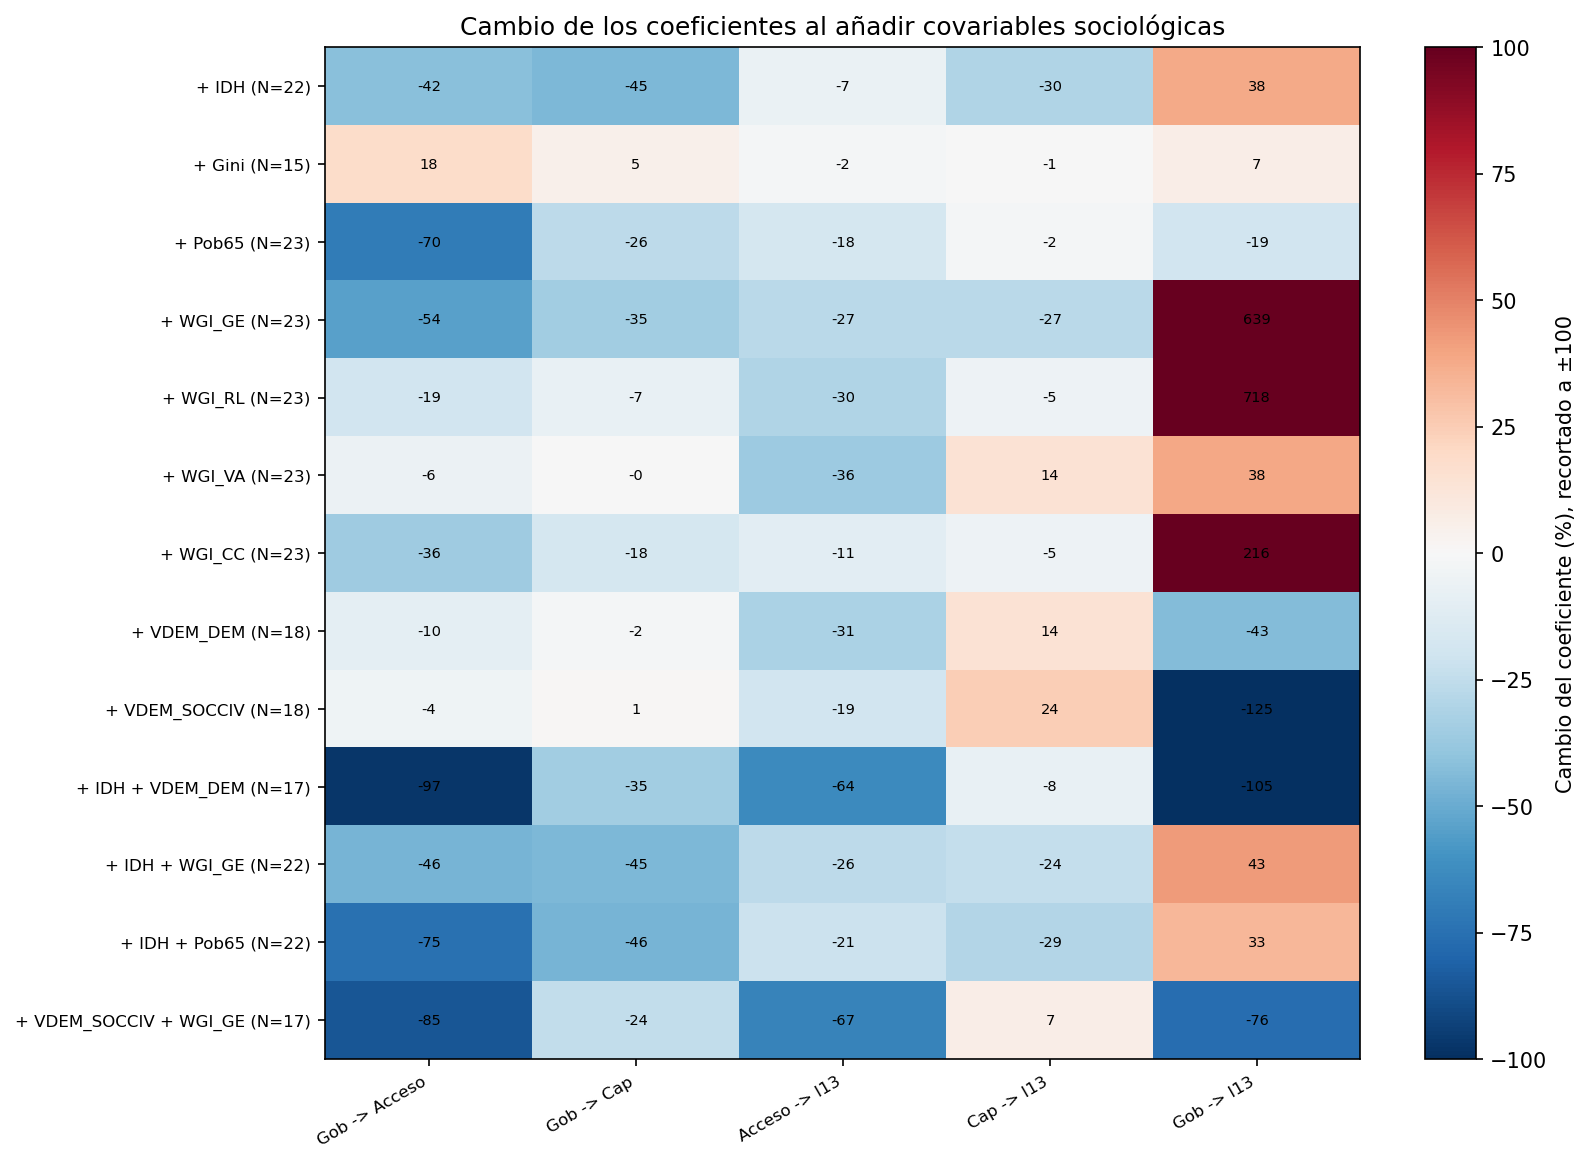 Cambio de los coeficientes al añadir covariables sociológicas
+ IDH (N=22) -42 -45 -7 -30 38
+ Gini (N=15) 18 5 -2 -1 7
+ Pob65 (N=23) -70 -26 -18 -2 -19
+ WGI_GE (N=23) -54 -35 -27 -27 639
+ WGI_RL (N=23) -19 -7 -30 -5 718
+ WGI_VA (N=23) -6 -0 -36 14 38
+ WGI_CC (N=23) -36 -18 -11 -5 216
+ VDEM_DEM (N=18) -10 -2 -31 14 -43
+ VDEM_SOCCIV (N=18) -4 1 -19 24 -125
+ IDH + VDEM_DEM (N=17) -97 -35 -64 -8 -105
+ IDH + WGI_GE (N=22) -46 -45 -26 -24 43
+ IDH + Pob65 (N=22) -75 -46 -21 -29 33
+ VDEM_SOCCIV + WGI_GE (N=17) -85 -24 -67 7 -76
Gob -> Acceso
Gob -> Cap
Acceso -> I13
Cap -> I13
Gob -> I13
100
75
50
25
0
−25
−50
−75
−100
Cambio del coeficiente (%), recortado a ±100